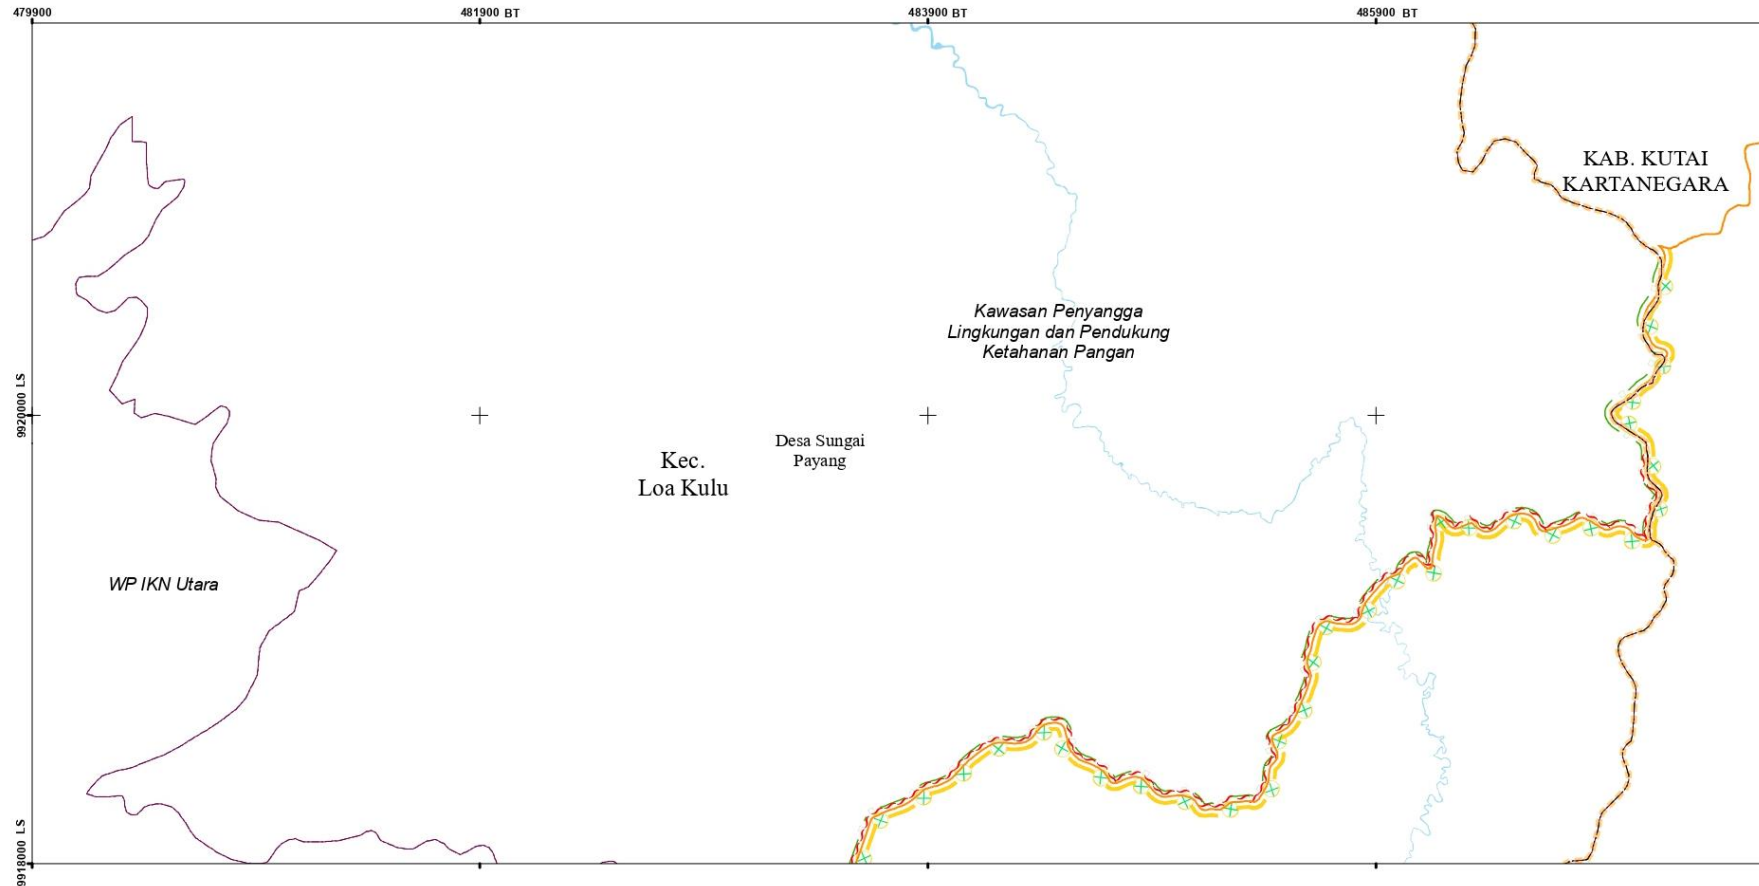 479900
481900 BT
483900 BT
485900 BT
KAB. KUTAI
KARTANEGARA
Kawasan Penyangga
Lingkungan dan Pendukung
Ketahanan Pangan
9920000 LS
Desa Sungai
Payang
Kec.
Loa Kulu
WP IKN Utara
9918000 LS